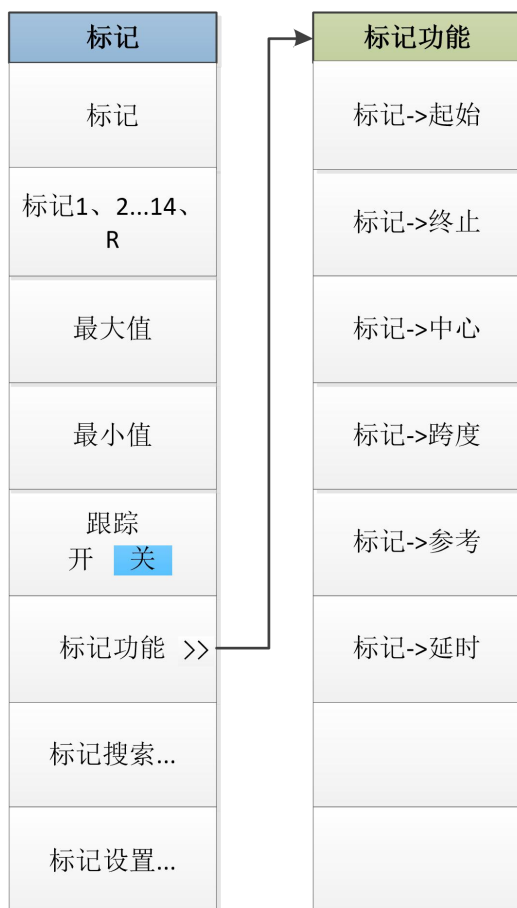 标记
标记
标记1、2...14、
R
最大值
最小值
跟踪
开 关
标记功能 >>
标记搜索...
标记设置...
标记功能
标记->起始
标记->终止
标记->中心
标记->跨度
标记->参考
标记->延时